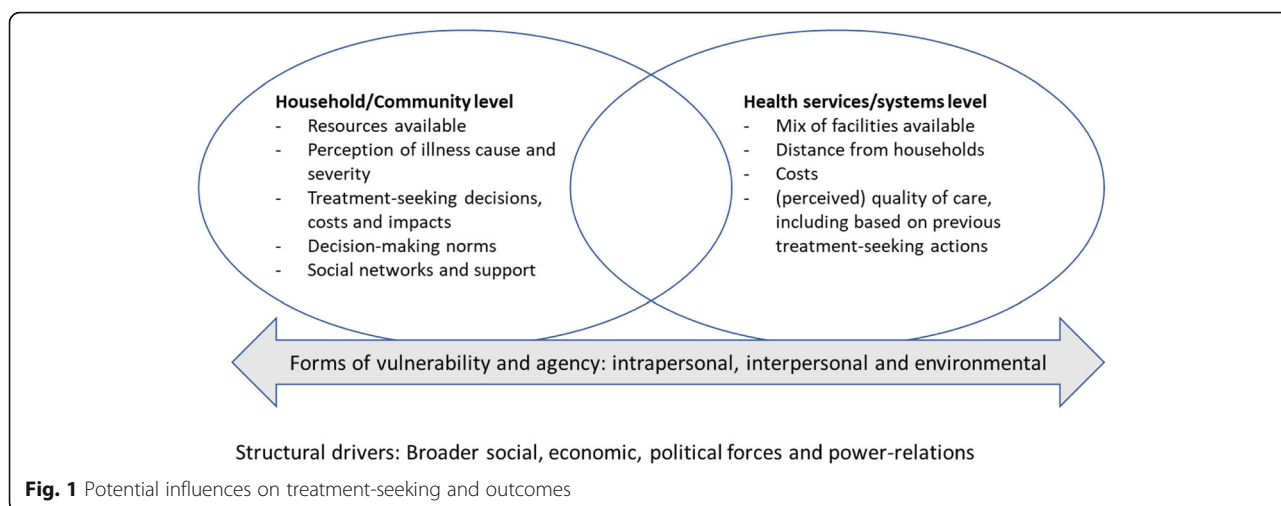 Household/Community level
- Resources available
- Perception of illness cause and
severity
- Treatment-seeking decisions,
costs and impacts
- Decision-making norms
- Social networks and support
Health services/systems level
- Mix of facilities available
- Distance from households
- Costs
- (perceived) quality of care,
including based on previous
treatment-seeking actions
Forms of vulnerability and agency: intrapersonal, interpersonal and environmental
Structural drivers: Broader social, economic, political forces and power-relations
Fig. 1 Potential influences on treatment-seeking and outcomes